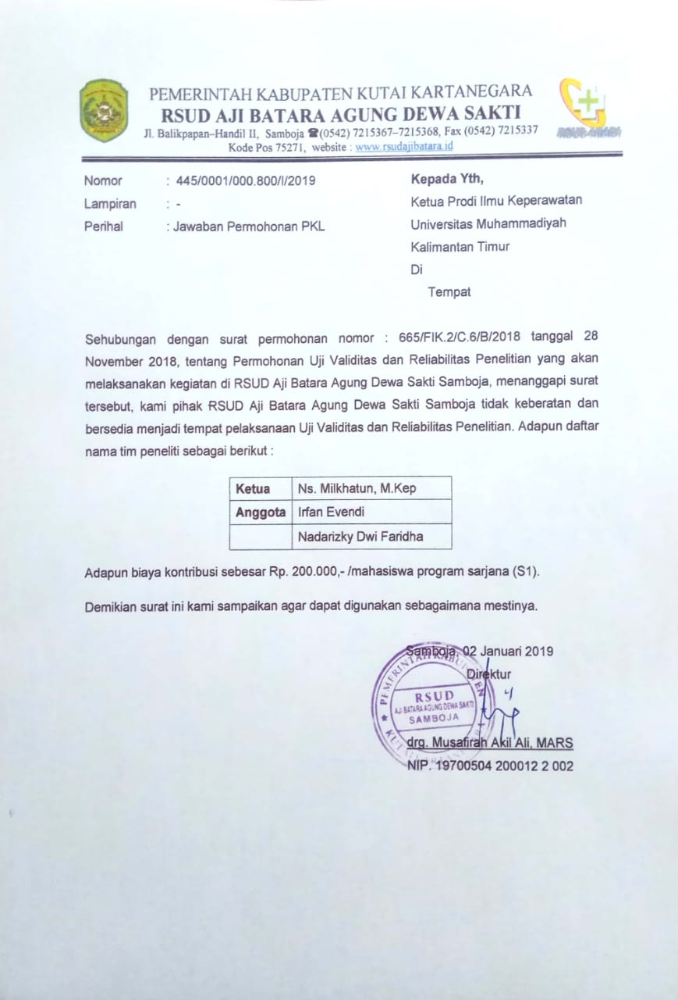 PEMERINTAH KABUPATEN KUTAI KARTANEGARA
RSUD AJI BATARA AGUNG DEWA SAKTI
Jl. Balikpapan–Handil II, Samboja ☎(0542) 7215367–7215368, Fax (0542) 7215337
Kode Pos 75271, website : www.rsudajibatara.id
Nomor : 445/0001/000.800/I/2019
Lampiran : -
Perihal : Jawaban Permohonan PKL
Kepada Yth,
Ketua Prodi Ilmu Keperawatan
Universitas Muhammadiyah
Kalimantan Timur
Di
Tempat
Sehubungan dengan surat permohonan nomor : 665/FIK.2/C.6/B/2018 tanggal 28
November 2018, tentang Permohonan Uji Validitas dan Reliabilitas Penelitian yang akan
melaksanakan kegiatan di RSUD Aji Batara Agung Dewa Sakti Samboja, menanggapi surat
tersebut, kami pihak RSUD Aji Batara Agung Dewa Sakti Samboja tidak keberatan dan
bersedia menjadi tempat pelaksanaan Uji Validitas dan Reliabilitas Penelitian. Adapun daftar
nama tim peneliti sebagai berikut :
Ketua Ns. Milkhatun, M.Kep
Anggota Irfan Evendi
Nadarizky Dwi Faridha
Adapun biaya kontribusi sebesar Rp. 200.000,- /mahasiswa program sarjana (S1).
Demikian surat ini kami sampaikan agar dapat digunakan sebagaimana mestinya.
Samboja, 02 Januari 2019
Direktur
PEMERINTAH KABUPATEN
RSUD
AJI BATARA AGUNG DEWA SAKTI
SAMBOJA
KUTAI KARTANEGARA
drg. Musafirah Akil Ali, MARS
NIP. 19700504 200012 2 002